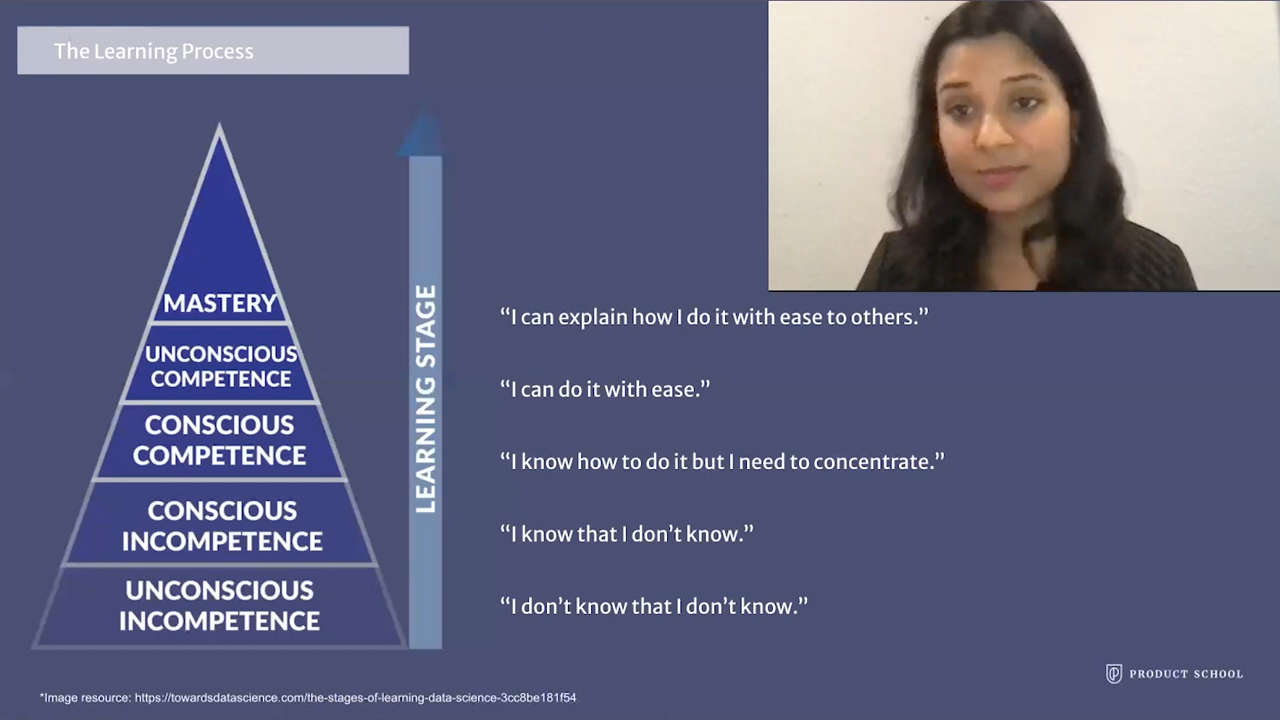 The Learning Process
MASTERY
UNCONSCIOUS
COMPETENCE
CONSCIOUS
COMPETENCE
CONSCIOUS
INCOMPETENCE
UNCONSCIOUS
INCOMPETENCE
LEARNING STAGE
“I can explain how I do it with ease to others.”
“I can do it with ease.”
“I know how to do it but I need to concentrate.”
“I know that I don’t know.”
“I don’t know that I don’t know.”
*Image resource: https://towardsdatascience.com/the-stages-of-learning-data-science-3cc8be181f54
PRODUCT SCHOOL